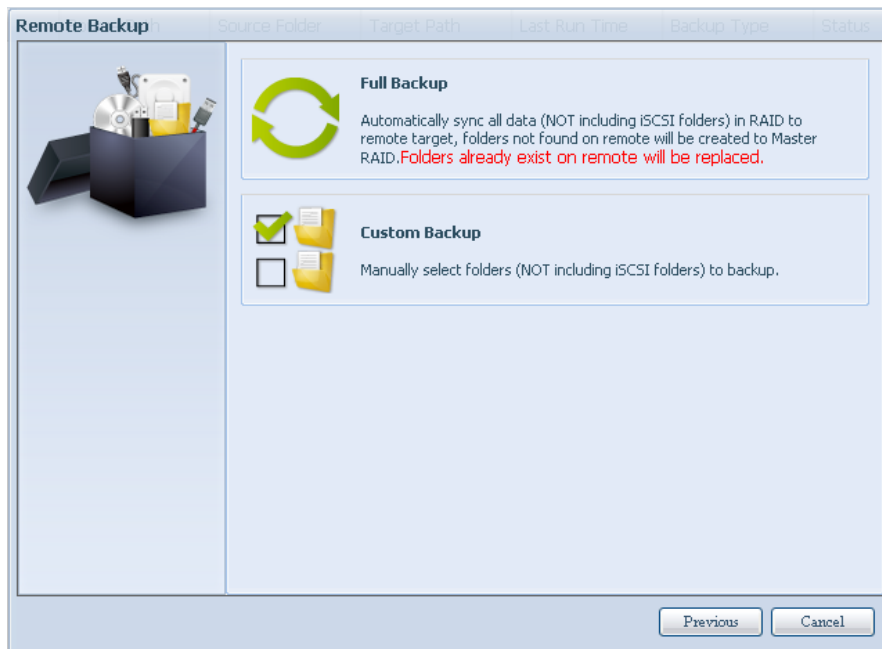 Remote Backup
Source Folder Target Path Last Run Time Backup Type Status
Full Backup
Automatically sync all data (NOT including iSCSI folders) in RAID to
remote target, folders not found on remote will be created to Master
RAID.Folders already exist on remote will be replaced.
Custom Backup
Manually select folders (NOT including iSCSI folders) to backup.
Previous Cancel